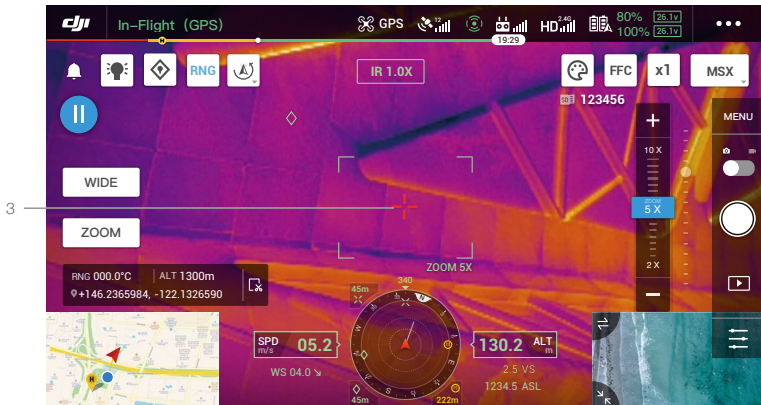 dji In-Flight (GPS) GPS 12 HD 2.4G 80% 26.1v
100% 26.1v
H
19:29
RNG IR 1.0X FFC x1 MSX
123456
MENU
10 X
WIDE
3
ZOOM
5 X
ZOOM
ZOOM 5X
2 X
RNG 000.0°C ALT 1300m
+146.2365984, -122.1326590
340
45m
N
SPD
m/s
05.2
130.2
ALT
m
W
E
S
WS 04.0
2.5 VS
1234.5 ASL
H
45m
222m